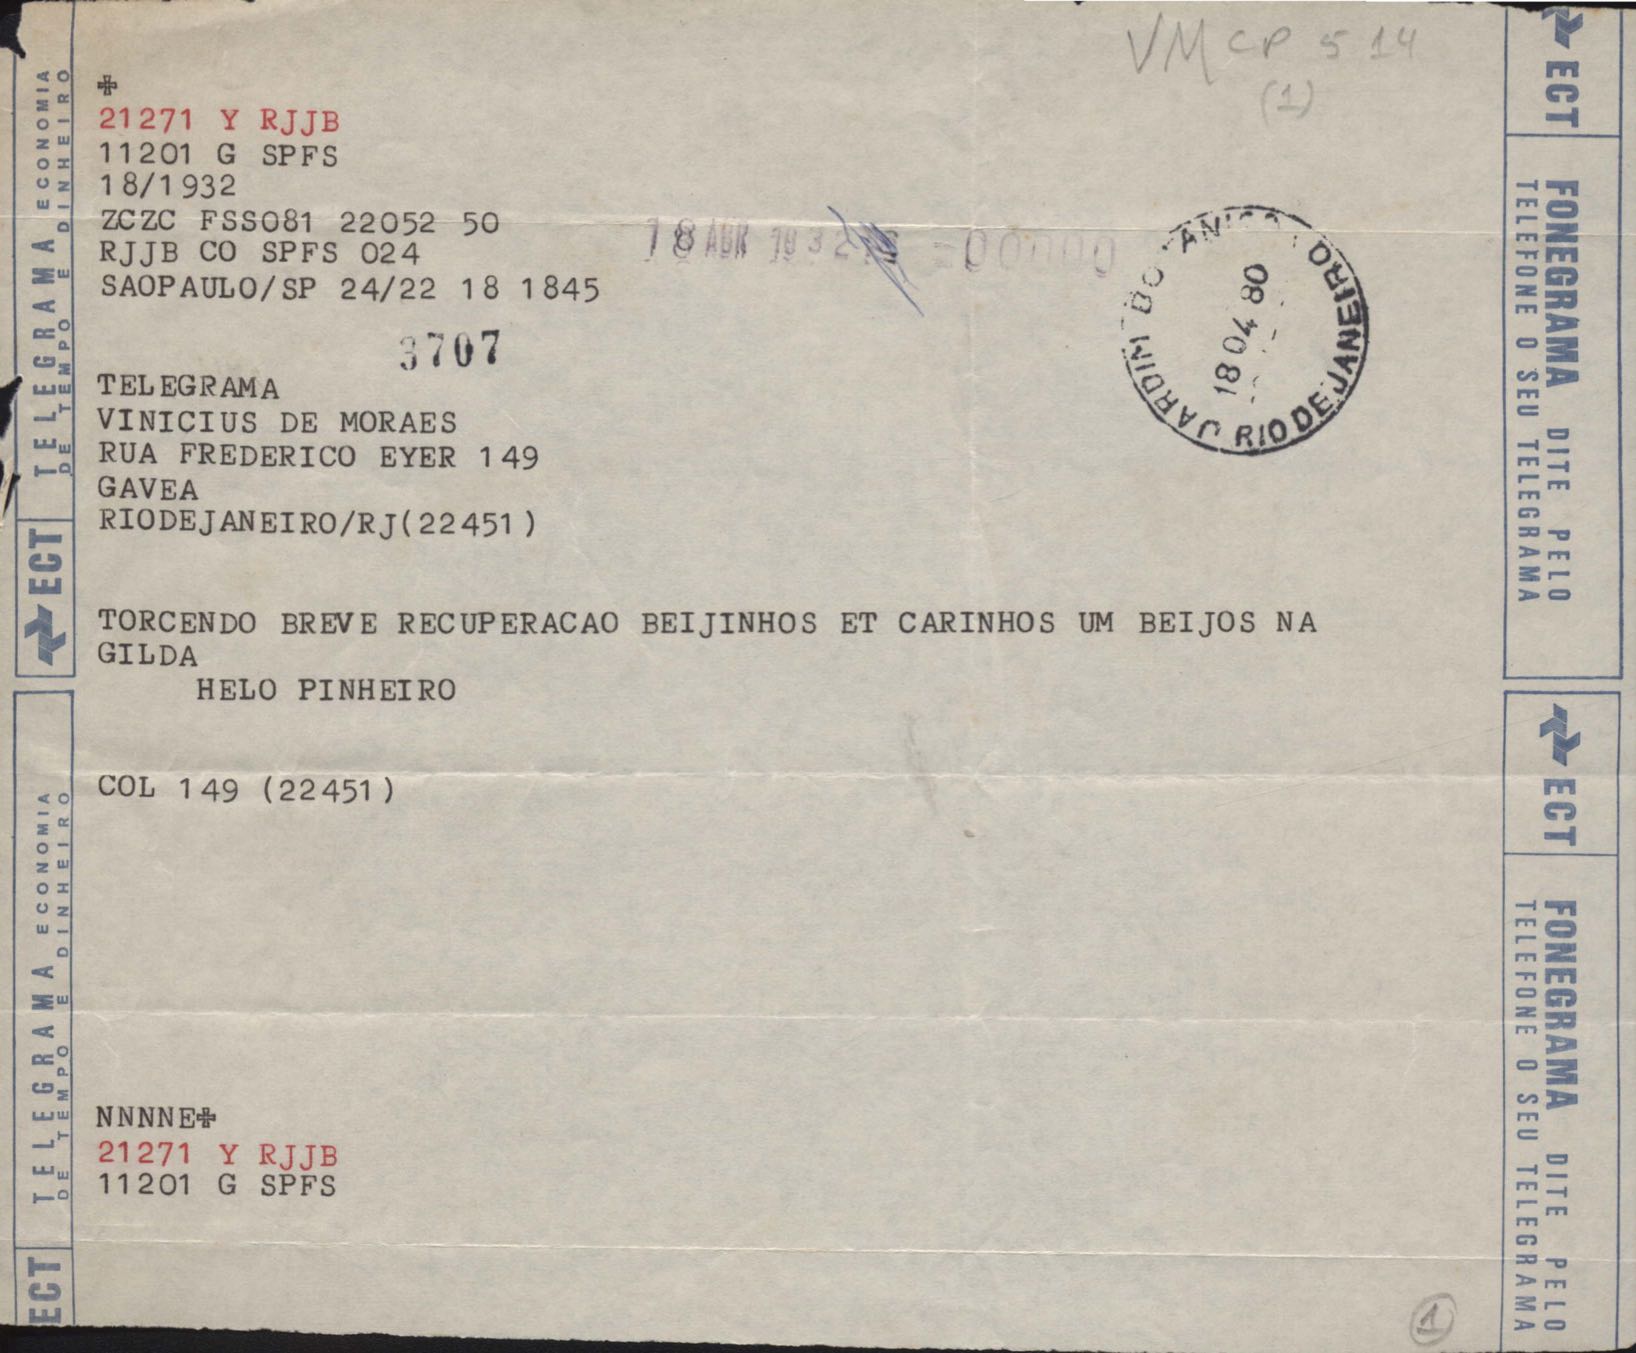 VM CP 5 14
(1)
✠
21271 Y RJJB
11201 G SPFS
18/1932
ZCZC FSS081 22052 50
RJJB CO SPFS 024
SAOPAULO/SP 24/22 18 1845
18 ABR
JARDIM BOTANICO
RIO DE JANEIRO
18 04 80
3707
TELEGRAMA
VINICIUS DE MORAES
RUA FREDERICO EYER 149
GAVEA
RIODEJANEIRO/RJ(22451)
TORCENDO BREVE RECUPERACAO BEIJINHOS ET CARINHOS UM BEIJOS NA
GILDA
HELO PINHEIRO
COL 149 (22451)
NNNNE✠
21271 Y RJJB
11201 G SPFS
1
ECT TELEGRAMA ECONOMIA
DE TEMPO E DINHEIRO
ECT TELEGRAMA ECONOMIA
DE TEMPO E DINHEIRO
ECT FONEGRAMA DITE PELO
TELEFONE O SEU TELEGRAMA
ECT FONEGRAMA DITE PELO
TELEFONE O SEU TELEGRAMA